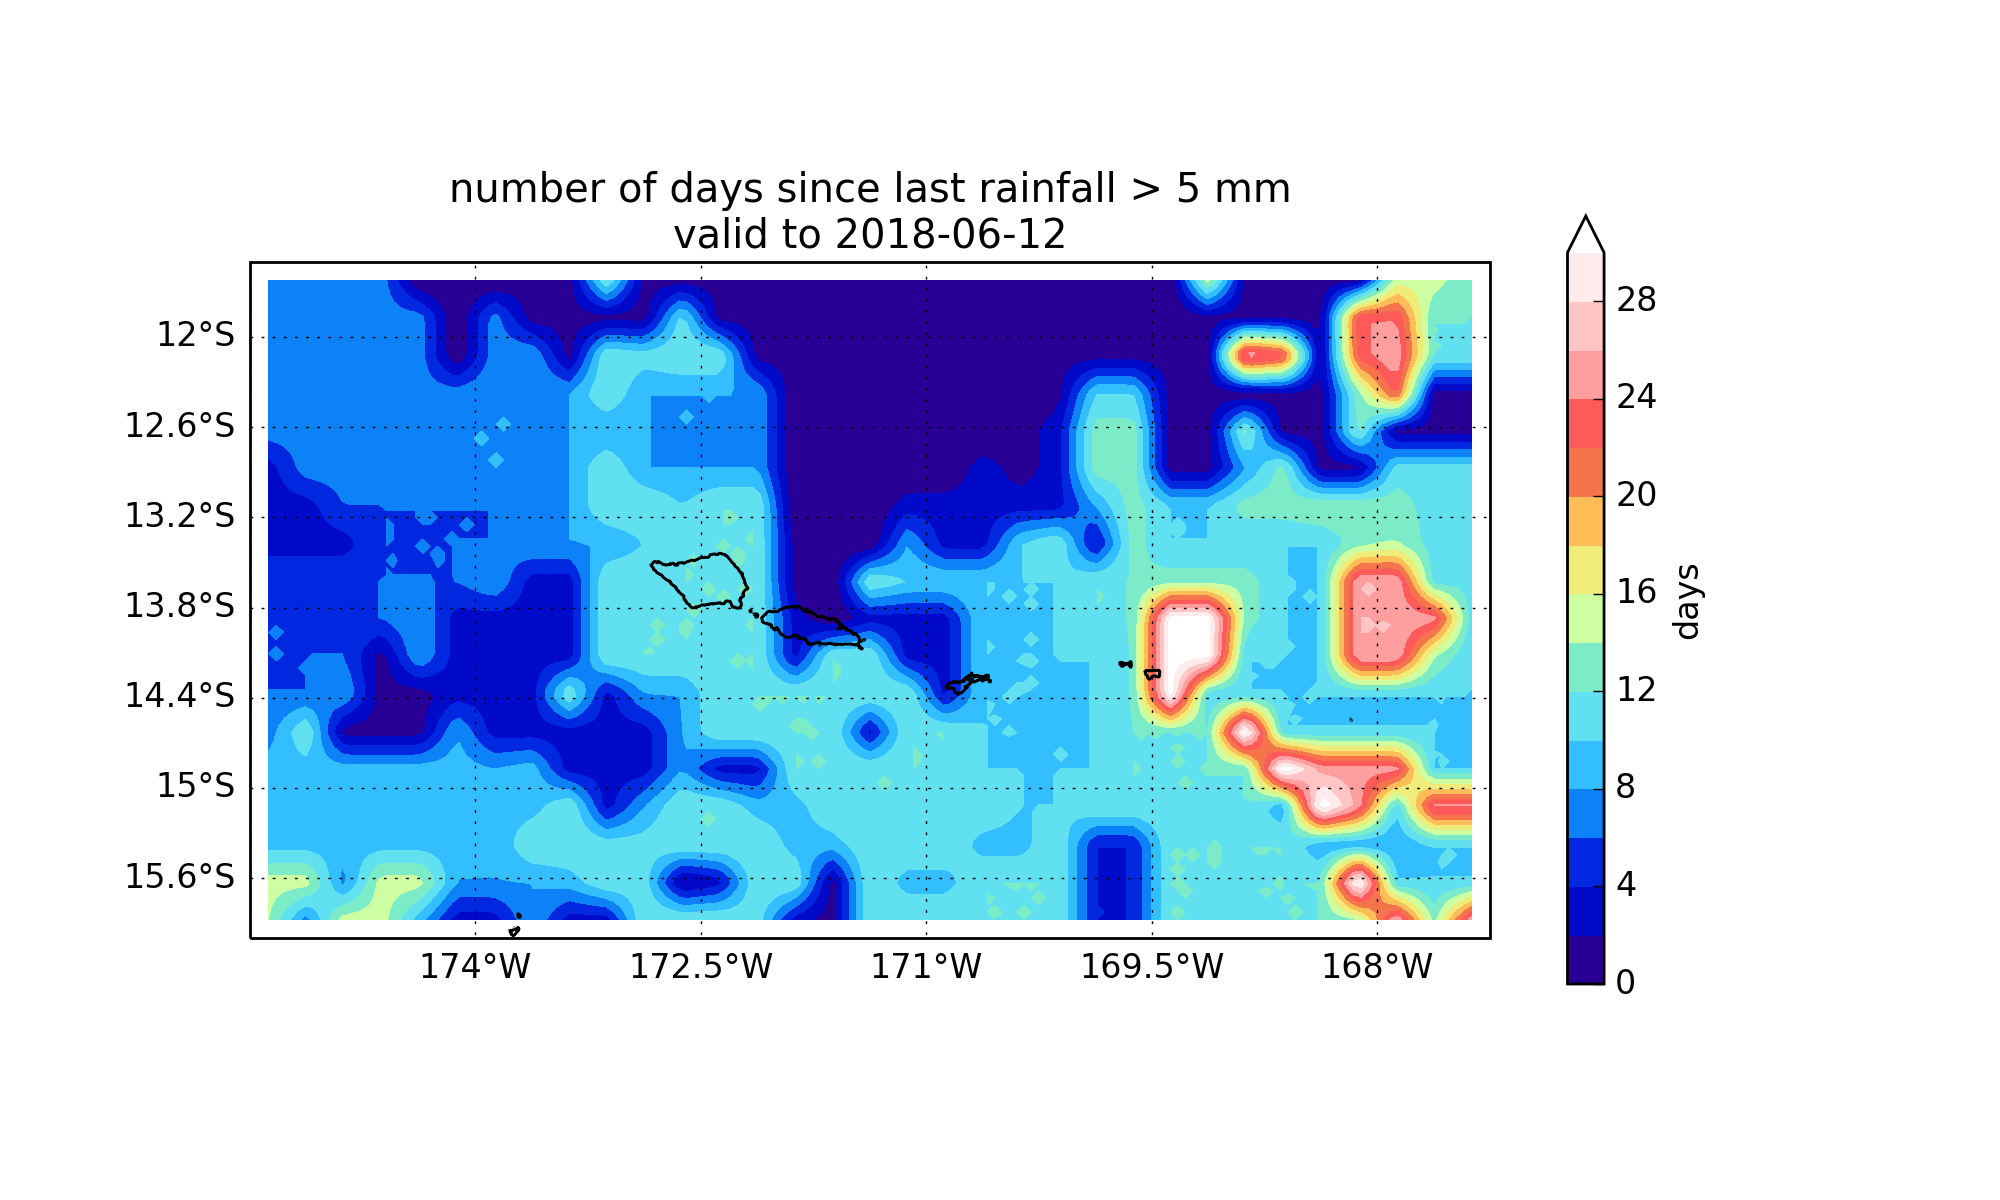 number of days since last rainfall > 5 mm
valid to 2018-06-12
12°S
12.6°S
13.2°S
13.8°S
14.4°S
15°S
15.6°S
174°W
172.5°W
171°W
169.5°W
168°W
28
24
20
16
12
8
4
0
days